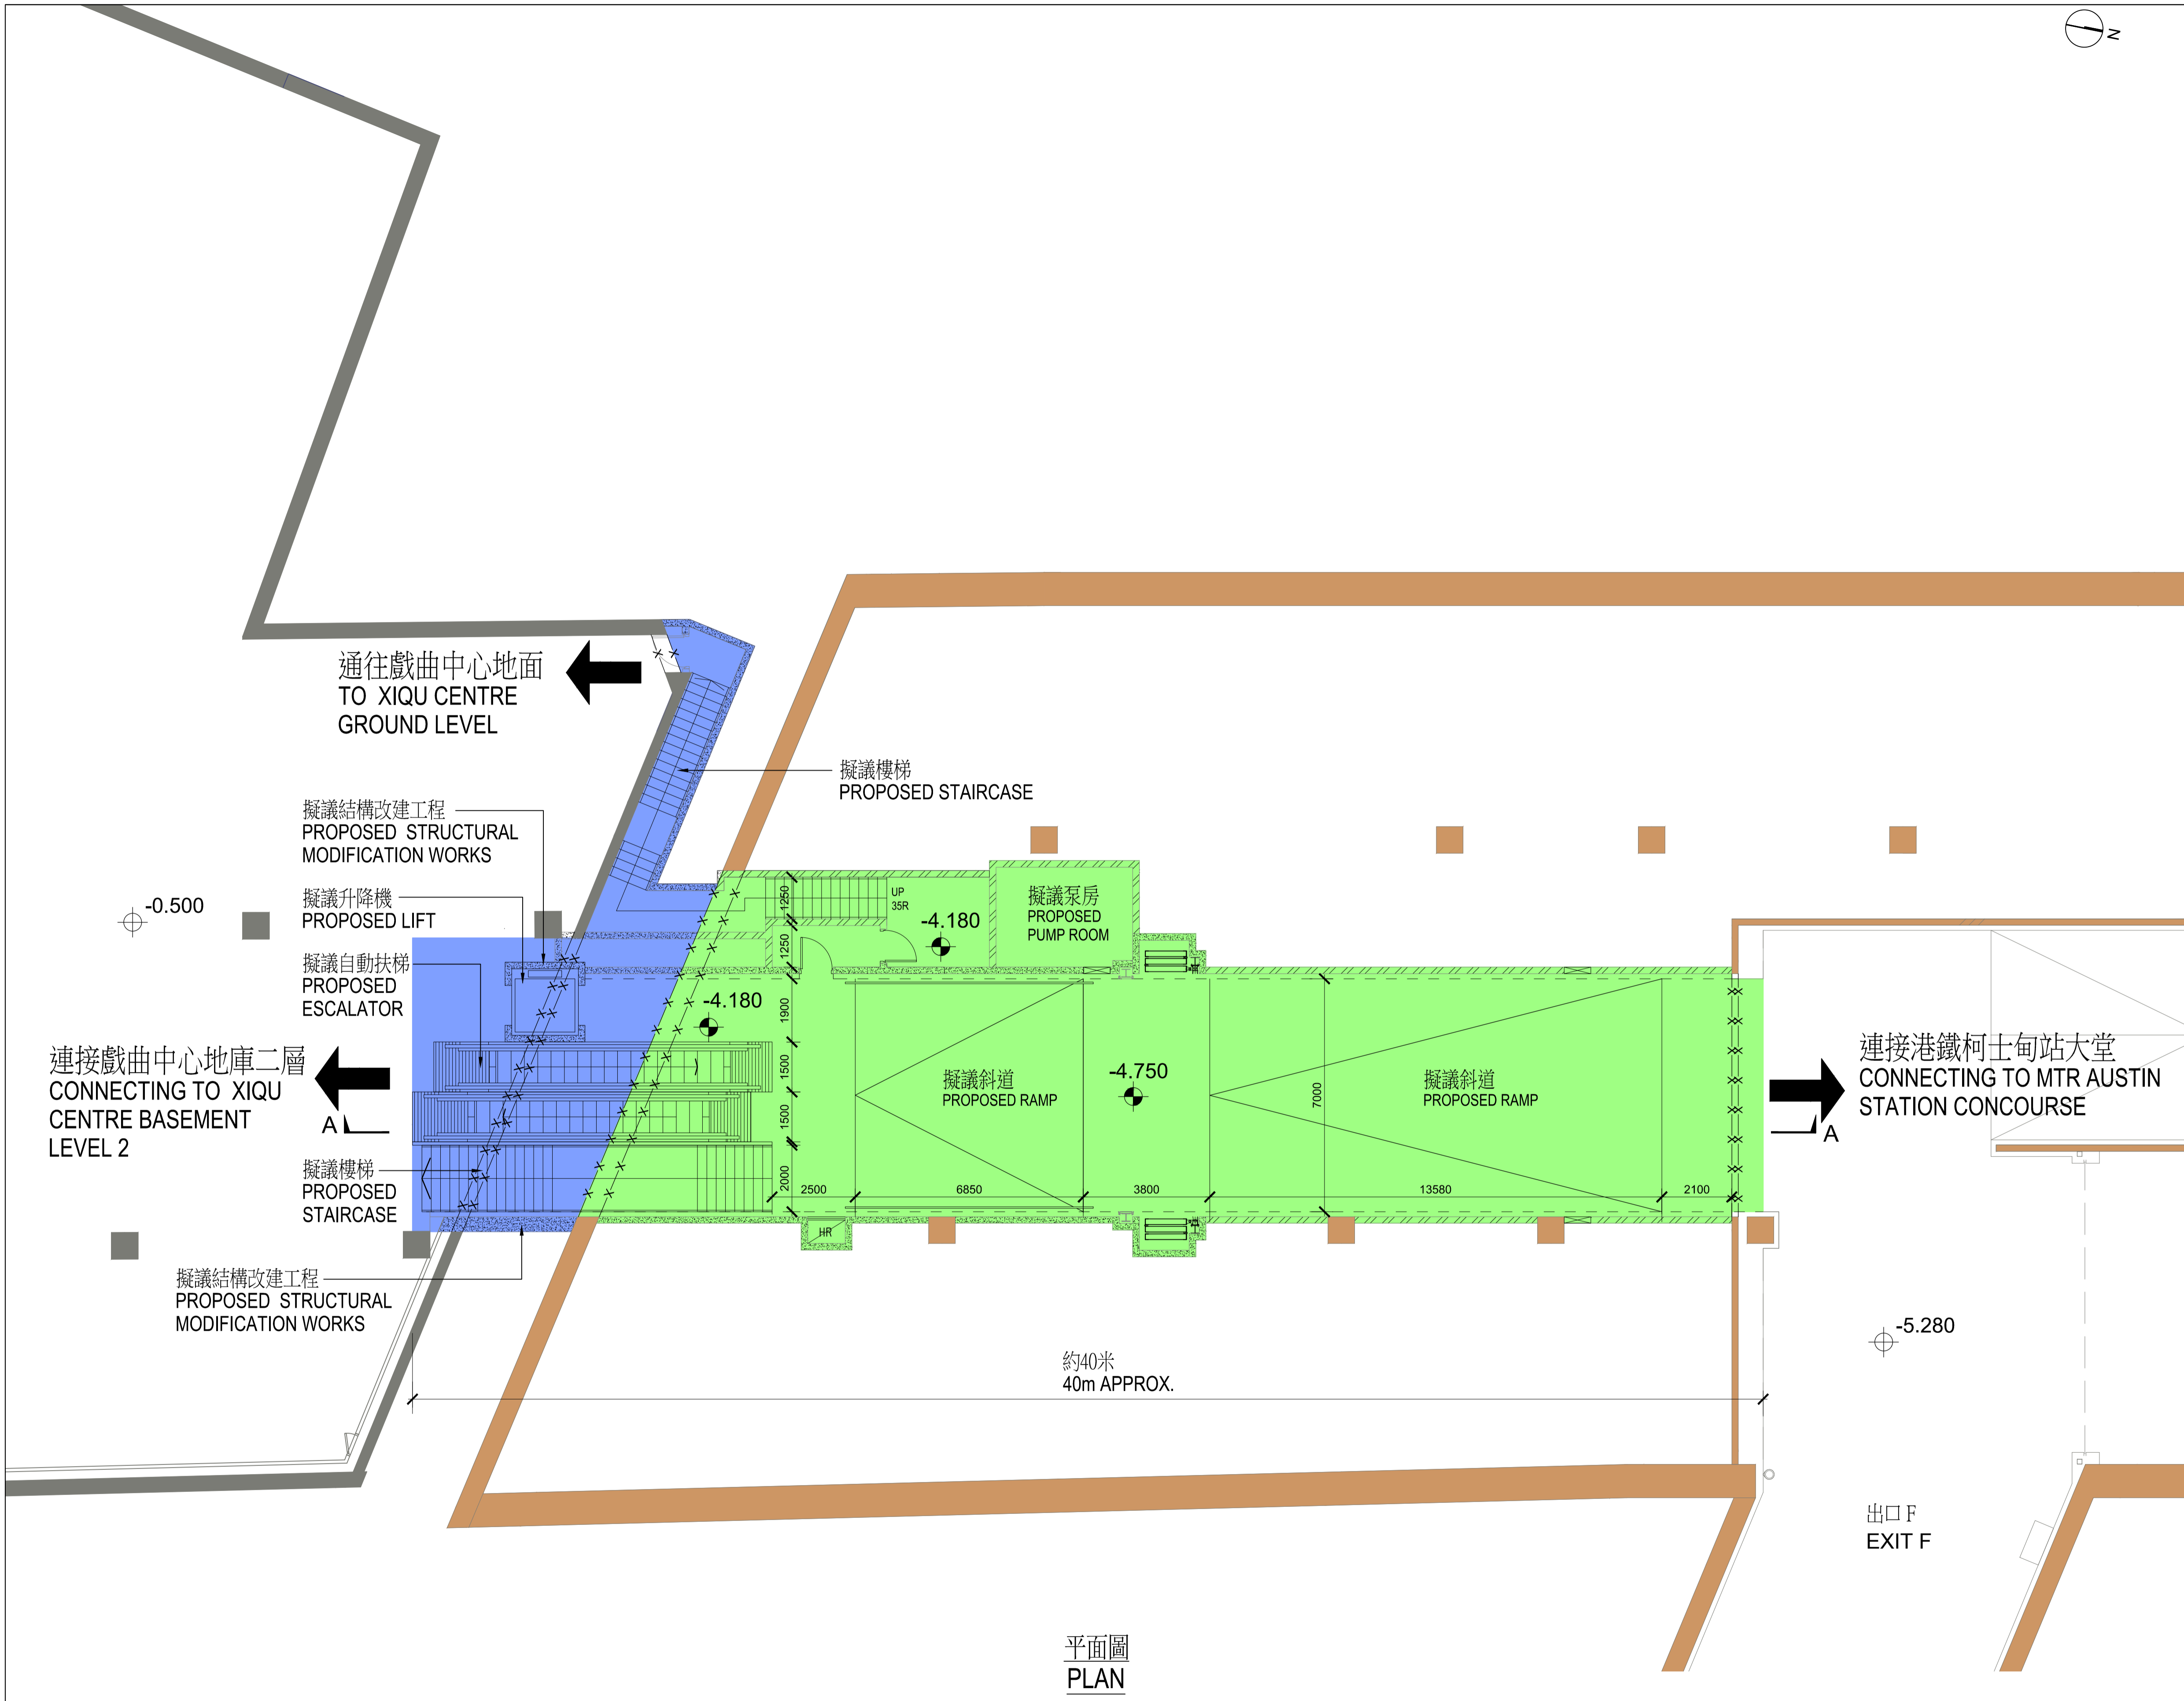 N
通往戲曲中心地面
TO XIQU CENTRE
GROUND LEVEL
擬議樓梯
PROPOSED STAIRCASE
擬議結構改建工程
PROPOSED STRUCTURAL
MODIFICATION WORKS
擬議升降機
PROPOSED LIFT
-0.500
擬議自動扶梯
PROPOSED
ESCALATOR
連接戲曲中心地庫二層
CONNECTING TO XIQU
CENTRE BASEMENT
LEVEL 2
A
擬議樓梯
PROPOSED
STAIRCASE
擬議結構改建工程
PROPOSED STRUCTURAL
MODIFICATION WORKS
UP
35R
-4.180
擬議泵房
PROPOSED
PUMP ROOM
1250
1250
-4.180
1900
1500
1500
2000
擬議斜道
PROPOSED RAMP
-4.750
7000
擬議斜道
PROPOSED RAMP
2500
6850
3800
13580
2100
HR
連接港鐵柯士甸站大堂
CONNECTING TO MTR AUSTIN
STATION CONCOURSE
A
-5.280
約40米
40m APPROX.
出口 F
EXIT F
平面圖
PLAN